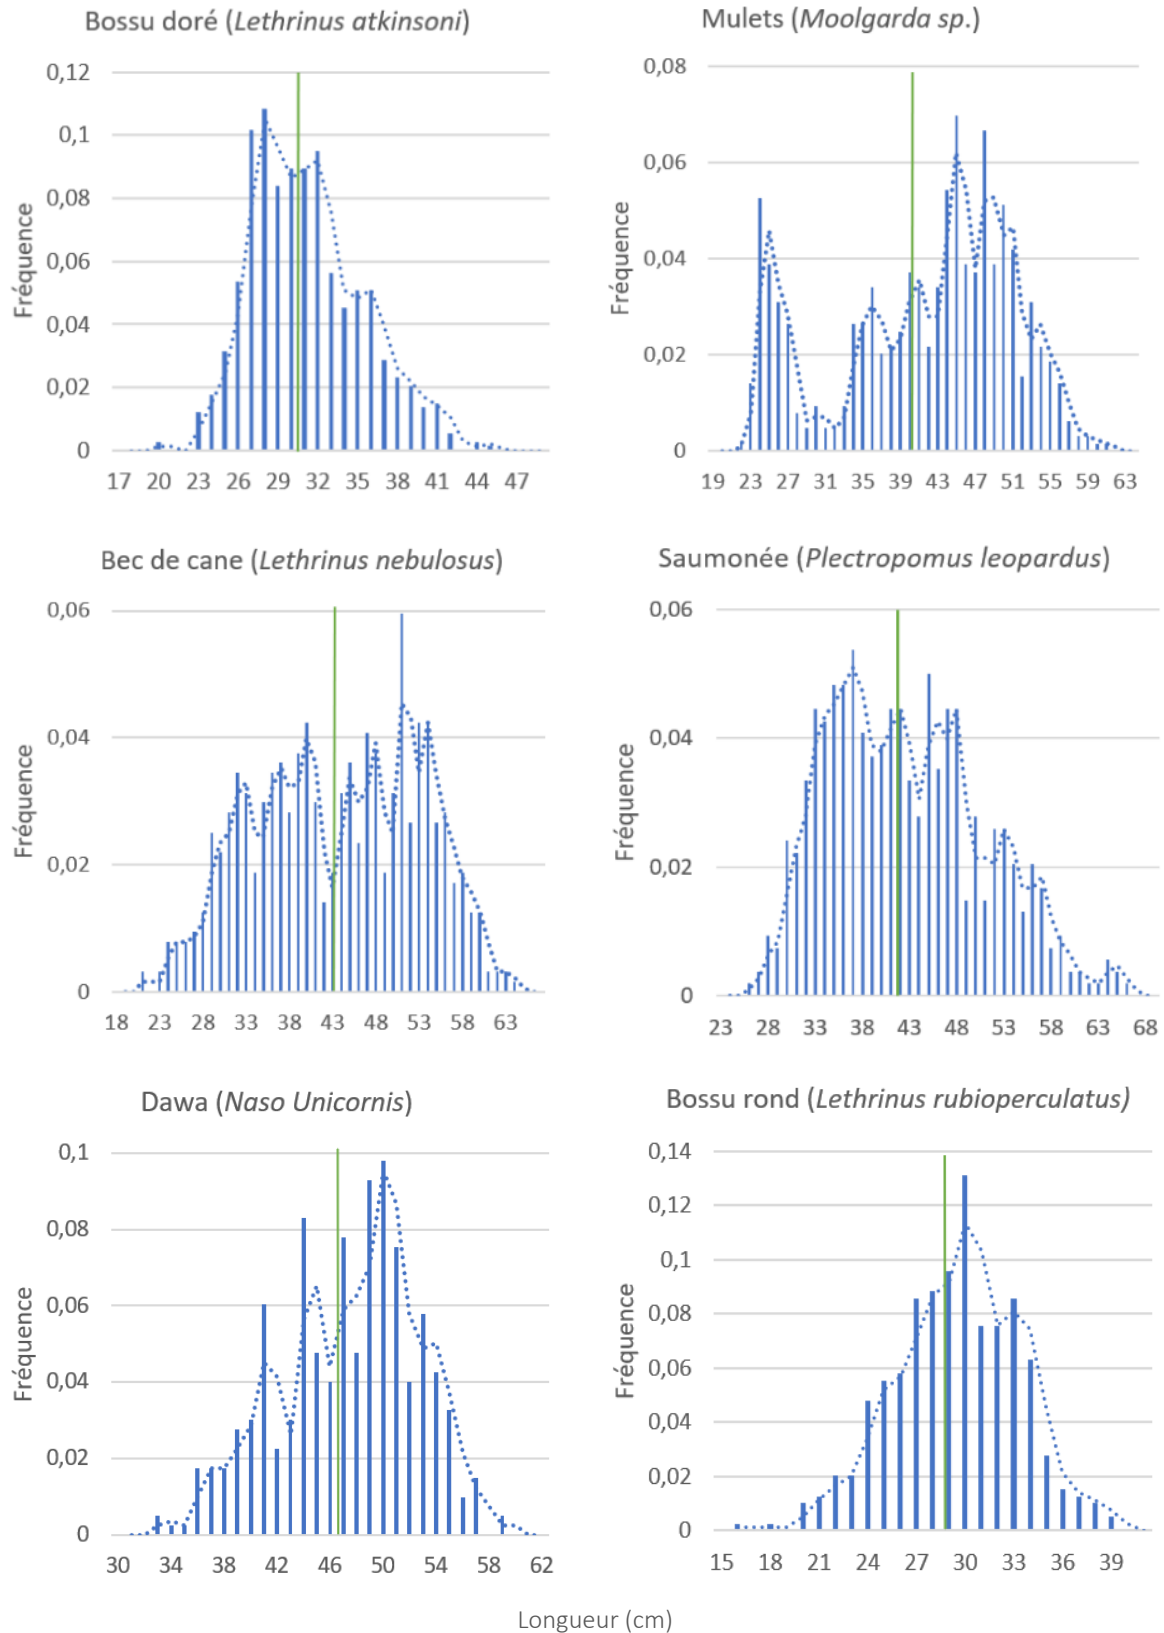 Bossu doré (Lethrinus atkinsoni)
Fréquence
0,12
0,1
0,08
0,06
0,04
0,02
0
17 20 23 26 29 32 35 38 41 44 47
Mulets (Moolgarda sp.)
Fréquence
0,08
0,06
0,04
0,02
0
19 23 27 31 35 39 43 47 51 55 59 63
Bec de cane (Lethrinus nebulosus)
Fréquence
0,06
0,04
0,02
0
18 23 28 33 38 43 48 53 58 63
Saumonée (Plectropomus leopardus)
Fréquence
0,06
0,04
0,02
0
23 28 33 38 43 48 53 58 63 68
Dawa (Naso Unicornis)
Fréquence
0,1
0,08
0,06
0,04
0,02
0
30 34 38 42 46 50 54 58 62
Bossu rond (Lethrinus rubioperculatus)
Fréquence
0,14
0,12
0,1
0,08
0,06
0,04
0,02
0
15 18 21 24 27 30 33 36 39
Longueur (cm)